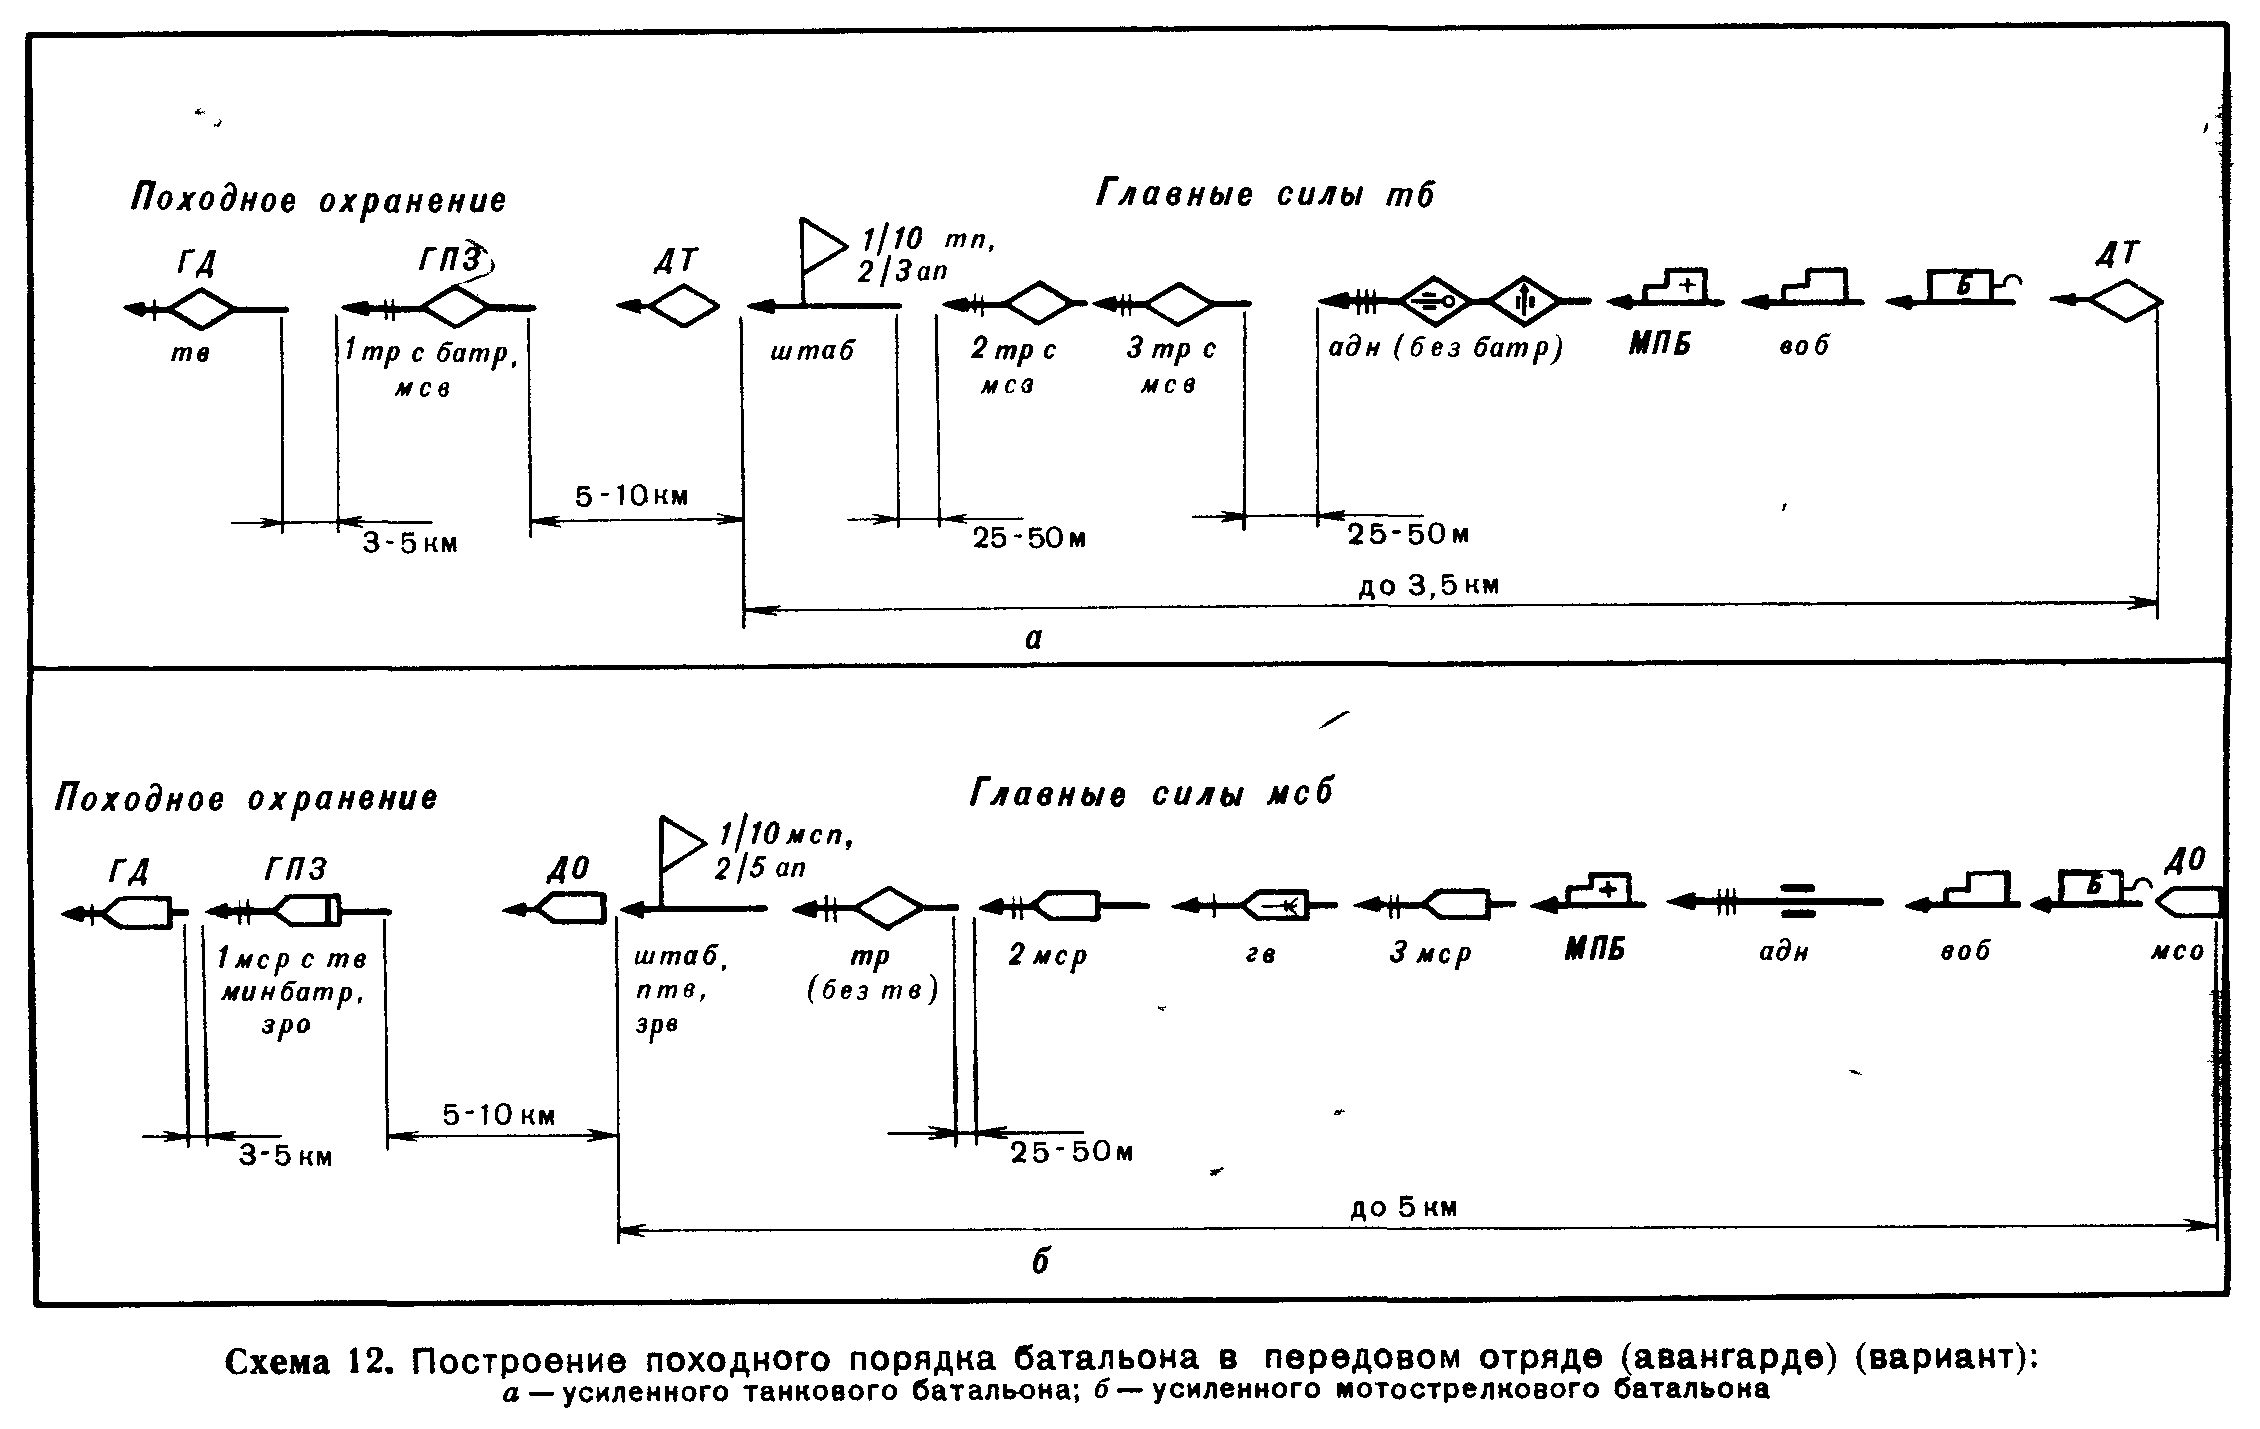 Походное охранение
Главные силы тб
ГД
ГПЗ
ДТ
1/10 тп,
2/3 ап
ДТ
Б
тв
1 тр с батр,
мсв
штаб
2 тр с
мсв
3 тр с
мсв
адн (без батр)
МПБ
воб
5-10 км
3-5 км
25-50 м
25-50 м
до 3,5 км
а
Походное охранение
Главные силы мсб
ГД
ГПЗ
ДО
1/10 мсп,
2/5 ап
ДО
Б
1 мср с тв
минбатр,
зро
штаб,
птв,
зрв
тр
(без тв)
2 мср
гв
3 мср
МПБ
адн
воб
мсо
5-10 км
3-5 км
25-50 м
до 5 км
б
Схема 12. Построение походного порядка батальона в передовом отряде (авангарде) (вариант):
а — усиленного танкового батальона; б — усиленного мотострелкового батальона